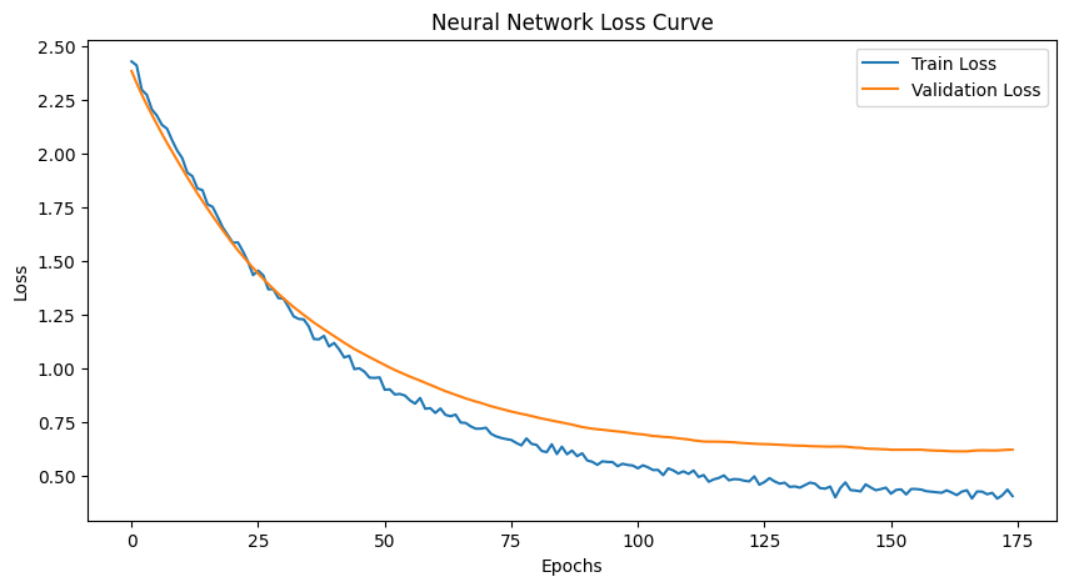 Neural Network Loss Curve
Train Loss
Validation Loss
2.50
2.25
2.00
1.75
1.50
1.25
1.00
0.75
0.50
Loss
0 25 50 75 100 125 150 175
Epochs